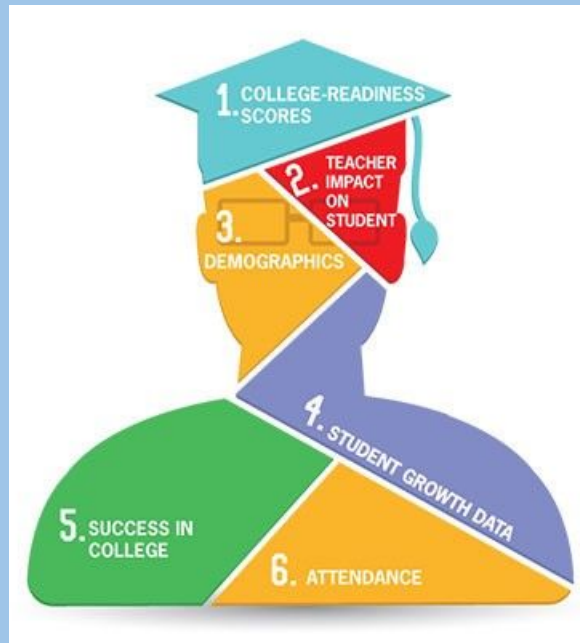 1. COLLEGE-READINESS
SCORES
2. TEACHER
IMPACT
ON
STUDENT
3.
DEMOGRAPHICS
4. STUDENT GROWTH DATA
5. SUCCESS IN
COLLEGE
6. ATTENDANCE